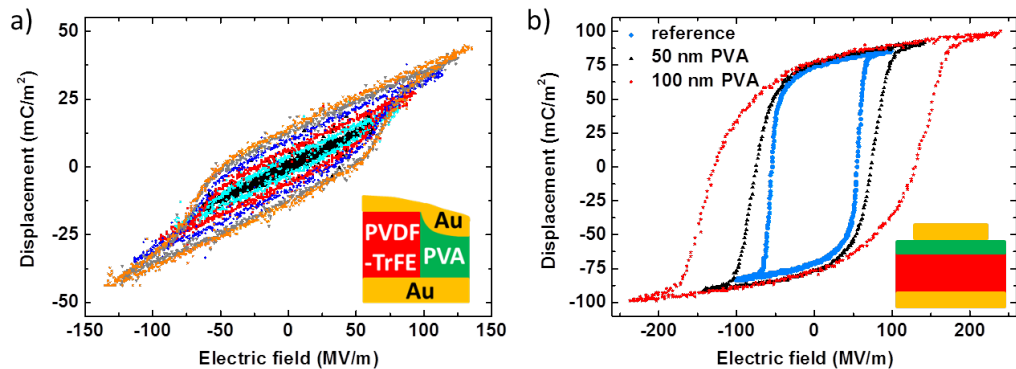 a)
50
25
0
-25
-50
Displacement (mC/m²)
-150 -100 -50 0 50 100 150
Electric field (MV/m)
PVDF
-TrFE
Au
PVA
Au
b)
reference
50 nm PVA
100 nm PVA
100
75
50
25
0
-25
-50
-75
-100
Displacement (mC/m²)
-200 -100 0 100 200
Electric field (MV/m)